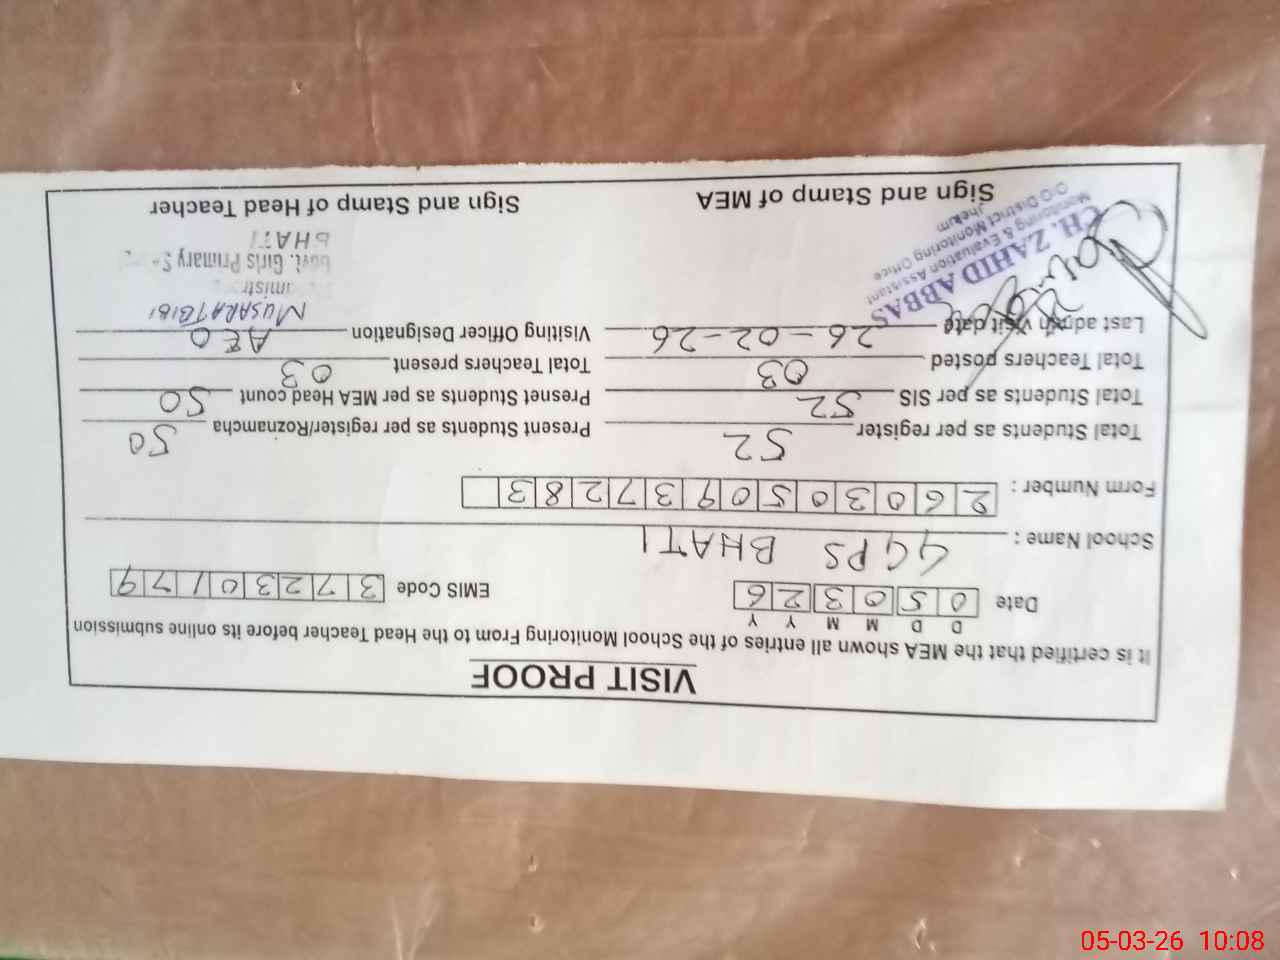 VISIT PROOF
It is certified that the MEA shown all entries of the School Monitoring From to the Head Teacher before its online submission
D D M M Y Y
Date 0 5 0 3 2 6 EMIS Code 3 7 2 3 0 1 7 9
School Name : GGPS BHATI
Form Number : 2 6 0 3 0 5 0 9 3 7 2 8 3
Total Students as per register 52 Present Students as per register/Roznamcha 50
Total Students as per SIS 52 Presnet Students as per MEA Head count 50
Total Teachers posted 03 Total Teachers present 03
Last admn visit date 26-02-26 Visiting Officer Designation AEO
CH. ZAHID ABBAS MUSARAT BIBI
Monitoring & Evaluation Assistant
O/O District Monitoring Office Govt. Girls Primary
Jhelum BHATI
Sign and Stamp of MEA Sign and Stamp of Head Teacher
05-03-26 10:08